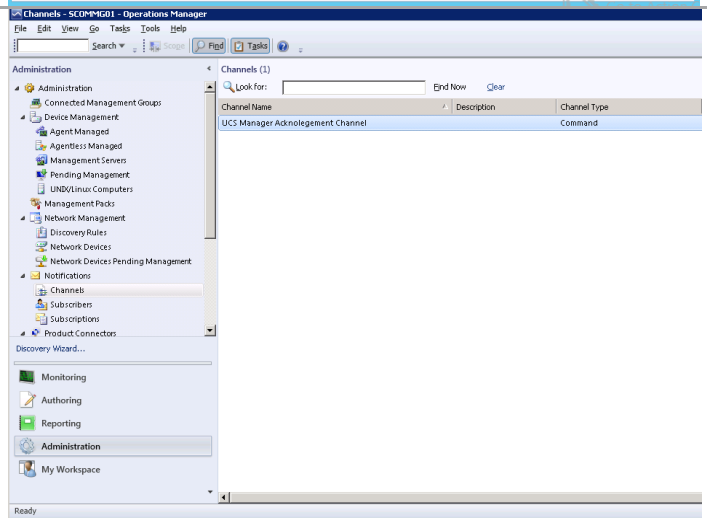 Channels - SCOMMG01 - Operations Manager
File Edit View Go Tasks Tools Help
Search Scope Find Tasks
Administration
Administration
Connected Management Groups
Device Management
Agent Managed
Agentless Managed
Management Servers
Pending Management
UNIX/Linux Computers
Management Packs
Network Management
Discovery Rules
Network Devices
Network Devices Pending Management
Notifications
Channels
Subscribers
Subscriptions
Product Connectors
Discovery Wizard...
Monitoring
Authoring
Reporting
Administration
My Workspace
Channels (1)
Look for: Find Now Clear
Channel Name Description Channel Type
UCS Manager Acknolegement Channel Command
Ready